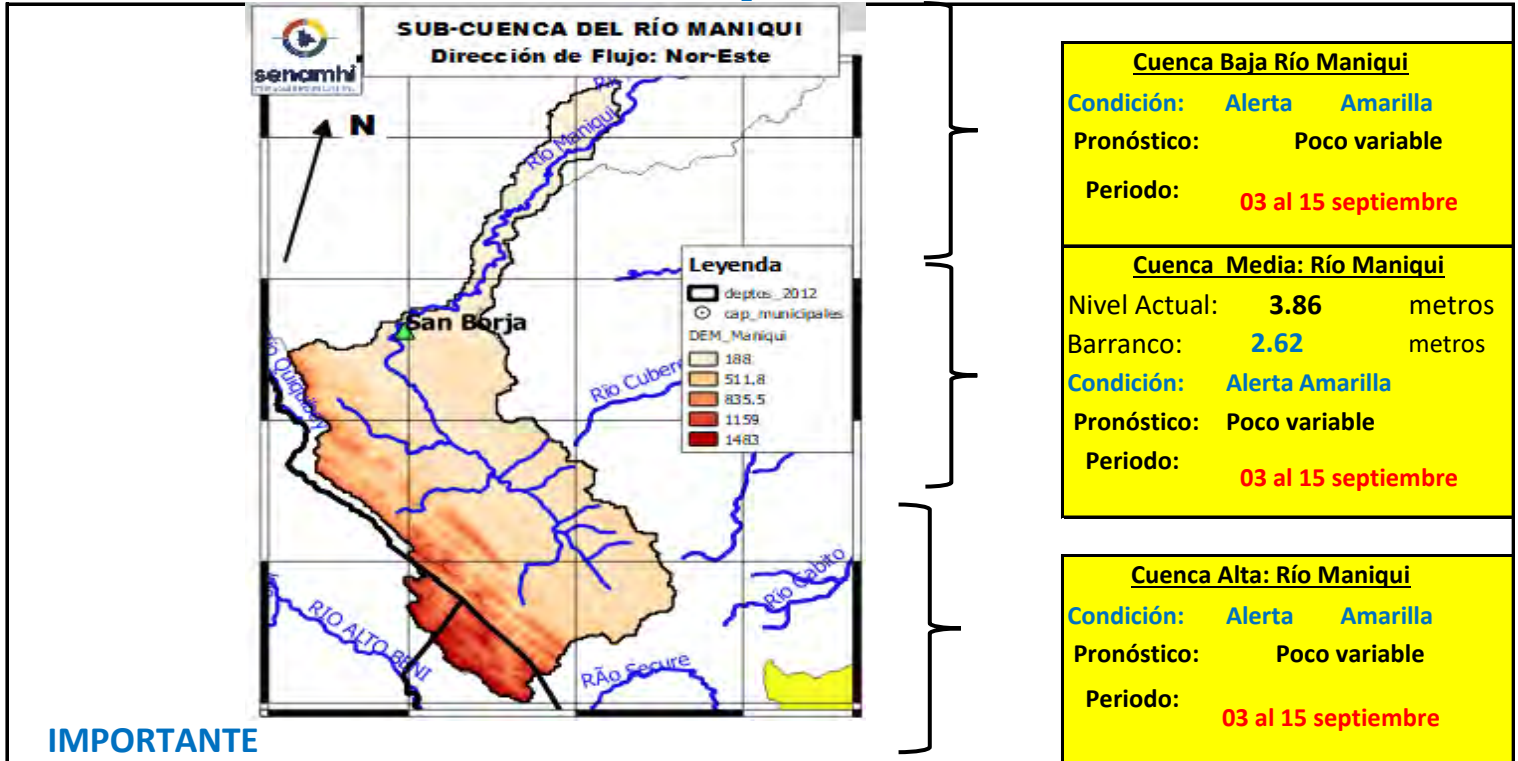 SUB-CUENCA DEL RÍO MANIQUI
Dirección de Flujo: Nor-Este
senamhi
N
Río Maniqui
San Borja
Río Quiquibey
Río Cubere
RIO ALTO BENI
RÃo Secure
Río Cabito
Leyenda
deptos_2012
cap_municipales
DEM_Maniqui
188
511.8
835.5
1159
1483
Cuenca Baja Río Maniqui
Condición: Alerta Amarilla
Pronóstico: Poco variable
Periodo: 03 al 15 septiembre
Cuenca Media: Río Maniqui
Nivel Actual: 3.86 metros
Barranco: 2.62 metros
Condición: Alerta Amarilla
Pronóstico: Poco variable
Periodo: 03 al 15 septiembre
Cuenca Alta: Río Maniqui
Condición: Alerta Amarilla
Pronóstico: Poco variable
Periodo: 03 al 15 septiembre
IMPORTANTE